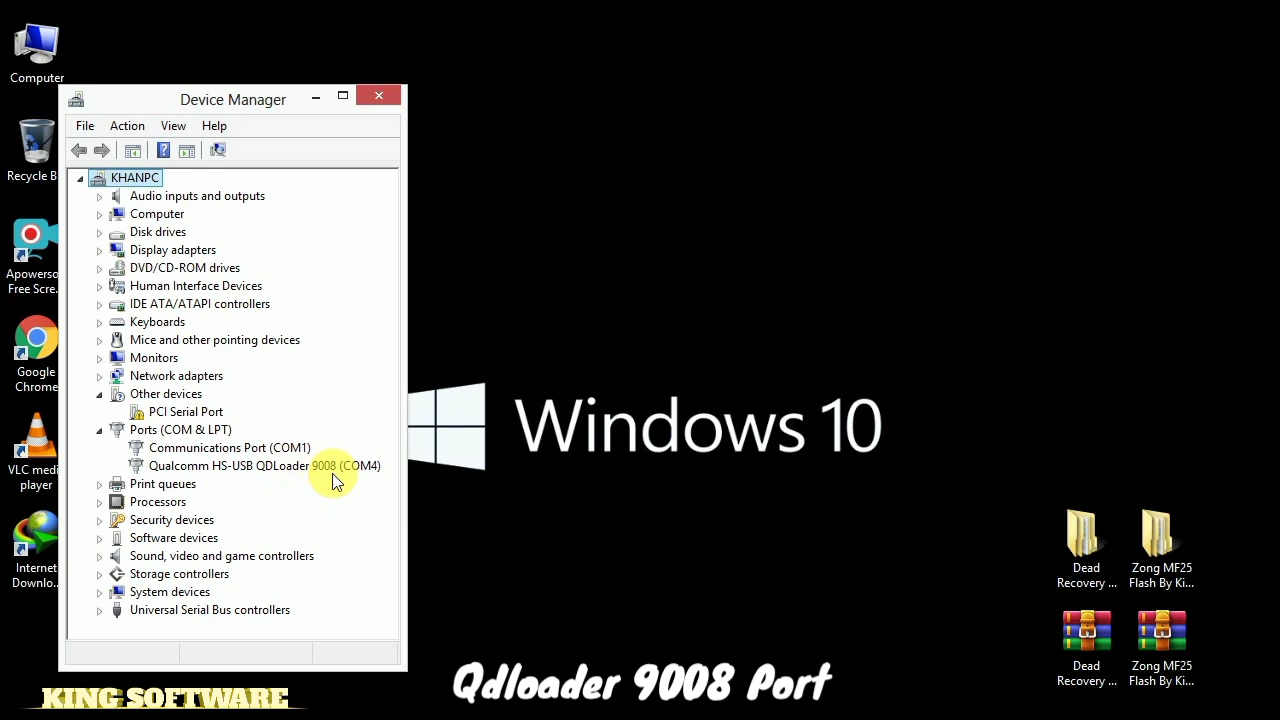 Computer
Recycle B
Apowerso
Free Scre...
Google
Chrome
VLC medi
player
Internet
Downlo...
Device Manager
File Action View Help
KHANPC
Audio inputs and outputs
Computer
Disk drives
Display adapters
DVD/CD-ROM drives
Human Interface Devices
IDE ATA/ATAPI controllers
Keyboards
Mice and other pointing devices
Monitors
Network adapters
Other devices
PCI Serial Port
Ports (COM & LPT)
Communications Port (COM1)
Qualcomm HS-USB QDLoader 9008 (COM4)
Print queues
Processors
Security devices
Software devices
Sound, video and game controllers
Storage controllers
System devices
Universal Serial Bus controllers
Windows 10
Dead
Recovery ...
Zong MF25
Flash By Ki...
Dead
Recovery ...
Zong MF25
Flash By Ki...
Qdloader 9008 Port
KING SOFTWARE